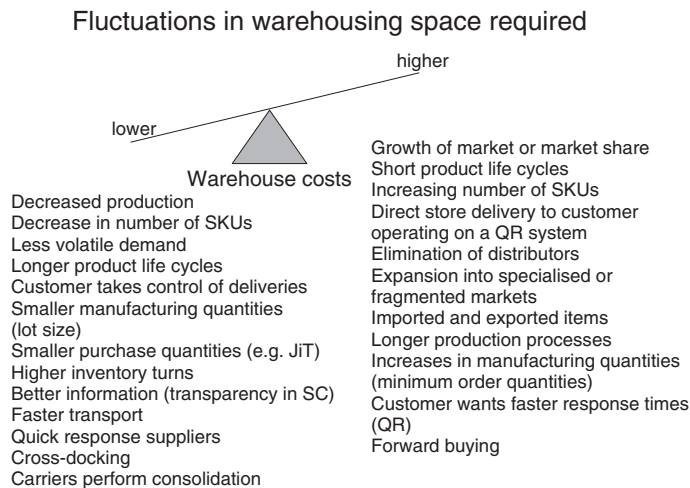 Fluctuations in warehousing space required
higher
lower
Warehouse costs
Decreased production
Decrease in number of SKUs
Less volatile demand
Longer product life cycles
Customer takes control of deliveries
Smaller manufacturing quantities
(lot size)
Smaller purchase quantities (e.g. JiT)
Higher inventory turns
Better information (transparency in SC)
Faster transport
Quick response suppliers
Cross-docking
Carriers perform consolidation
Growth of market or market share
Short product life cycles
Increasing number of SKUs
Direct store delivery to customer
operating on a QR system
Elimination of distributors
Expansion into specialised or
fragmented markets
Imported and exported items
Longer production processes
Increases in manufacturing quantities
(minimum order quantities)
Customer wants faster response times
(QR)
Forward buying